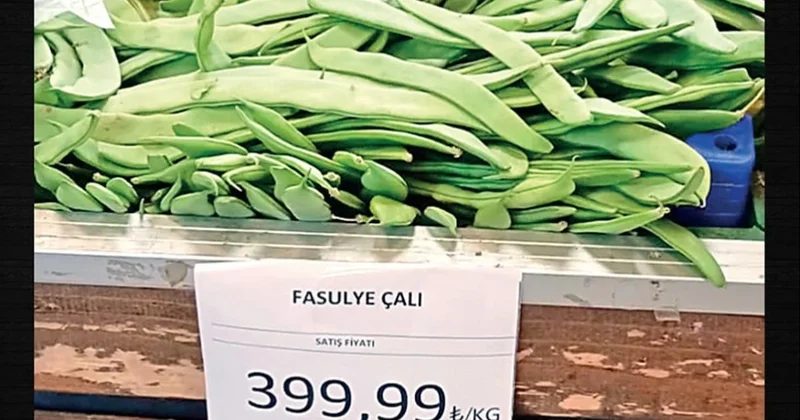 FASULYE ÇALI
SATIŞ FİYATI
399,99 ₺/KG